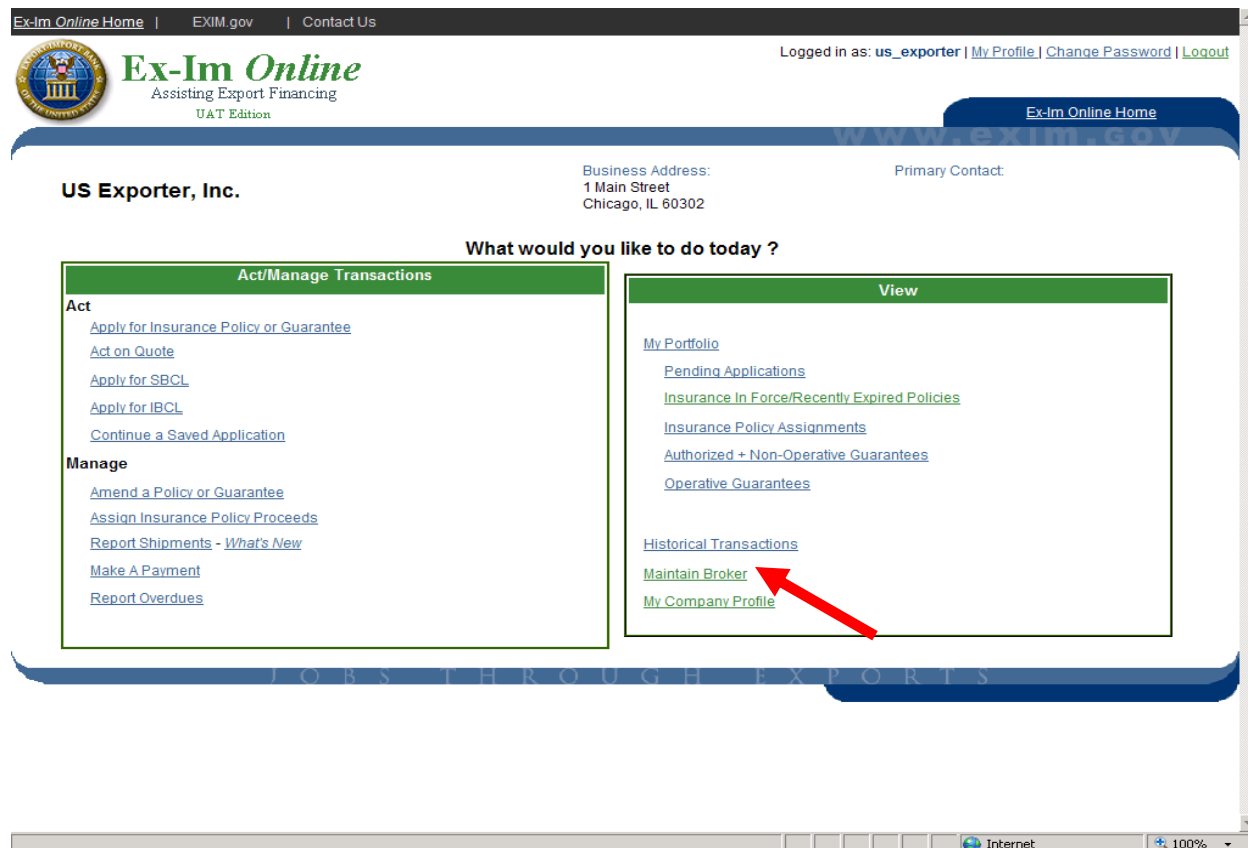 Ex-Im Online Home | EXIM.gov | Contact Us
Logged in as: us_exporter | My Profile | Change Password | Logout
Ex-Im Online
Assisting Export Financing
UAT Edition
Ex-Im Online Home
www.exim.gov
US Exporter, Inc.
Business Address:
1 Main Street
Chicago, IL 60302
Primary Contact:
What would you like to do today ?
Act/Manage Transactions
Act
Apply for Insurance Policy or Guarantee
Act on Quote
Apply for SBCL
Apply for IBCL
Continue a Saved Application
Manage
Amend a Policy or Guarantee
Assign Insurance Policy Proceeds
Report Shipments - What's New
Make A Payment
Report Overdues
View
My Portfolio
Pending Applications
Insurance In Force/Recently Expired Policies
Insurance Policy Assignments
Authorized + Non-Operative Guarantees
Operative Guarantees
Historical Transactions
Maintain Broker
My Company Profile
JOBS THROUGH EXPORTS
Internet
100%